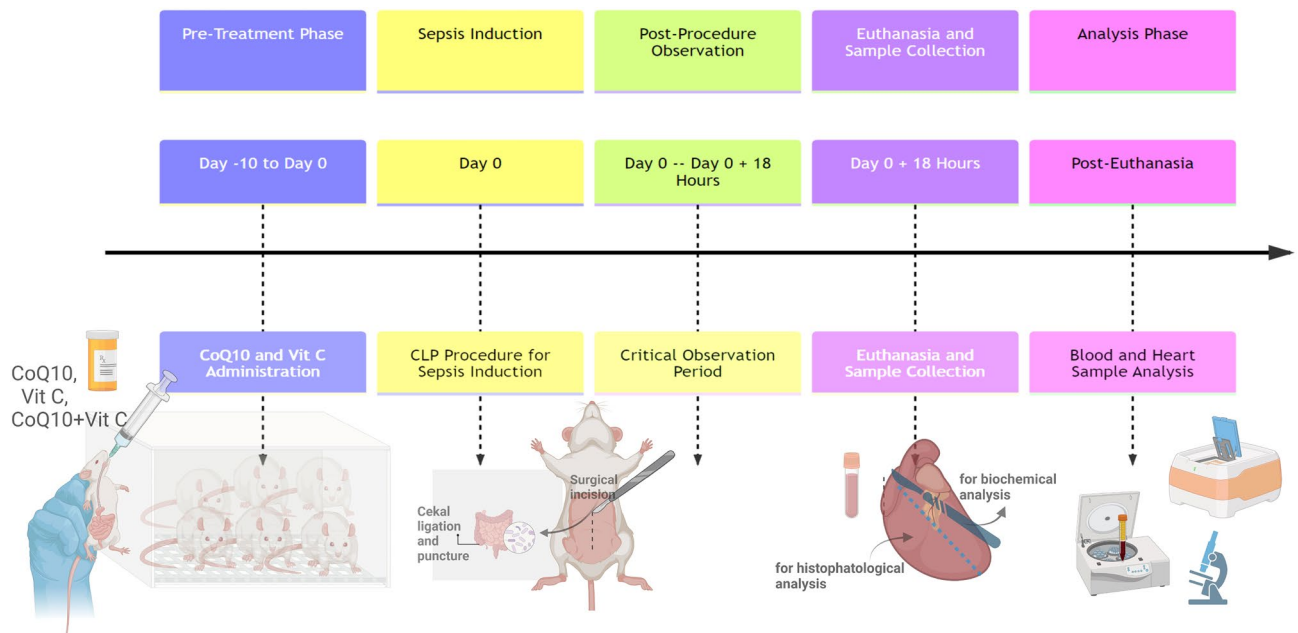 Pre-Treatment Phase
Sepsis Induction
Post-Procedure
Observation
Euthanasia and
Sample Collection
Analysis Phase
Day -10 to Day 0
Day 0
Day 0 -- Day 0 + 18
Hours
Day 0 + 18 Hours
Post-Euthanasia
CoQ10 and Vit C
Administration
CLP Procedure for
Sepsis Induction
Critical Observation
Period
Euthanasia and
Sample Collection
Blood and Heart
Sample Analysis
CoQ10,
Vit C,
CoQ10+Vit C
Surgical
incision
Cekal
ligation
and
puncture
for biochemical
analysis
for histophatological
analysis